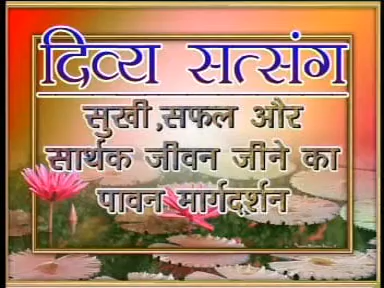 दिव्य सत्संग
सुखी,सफल और
सार्थक जीवन जीने का
पावन मार्गदर्शन